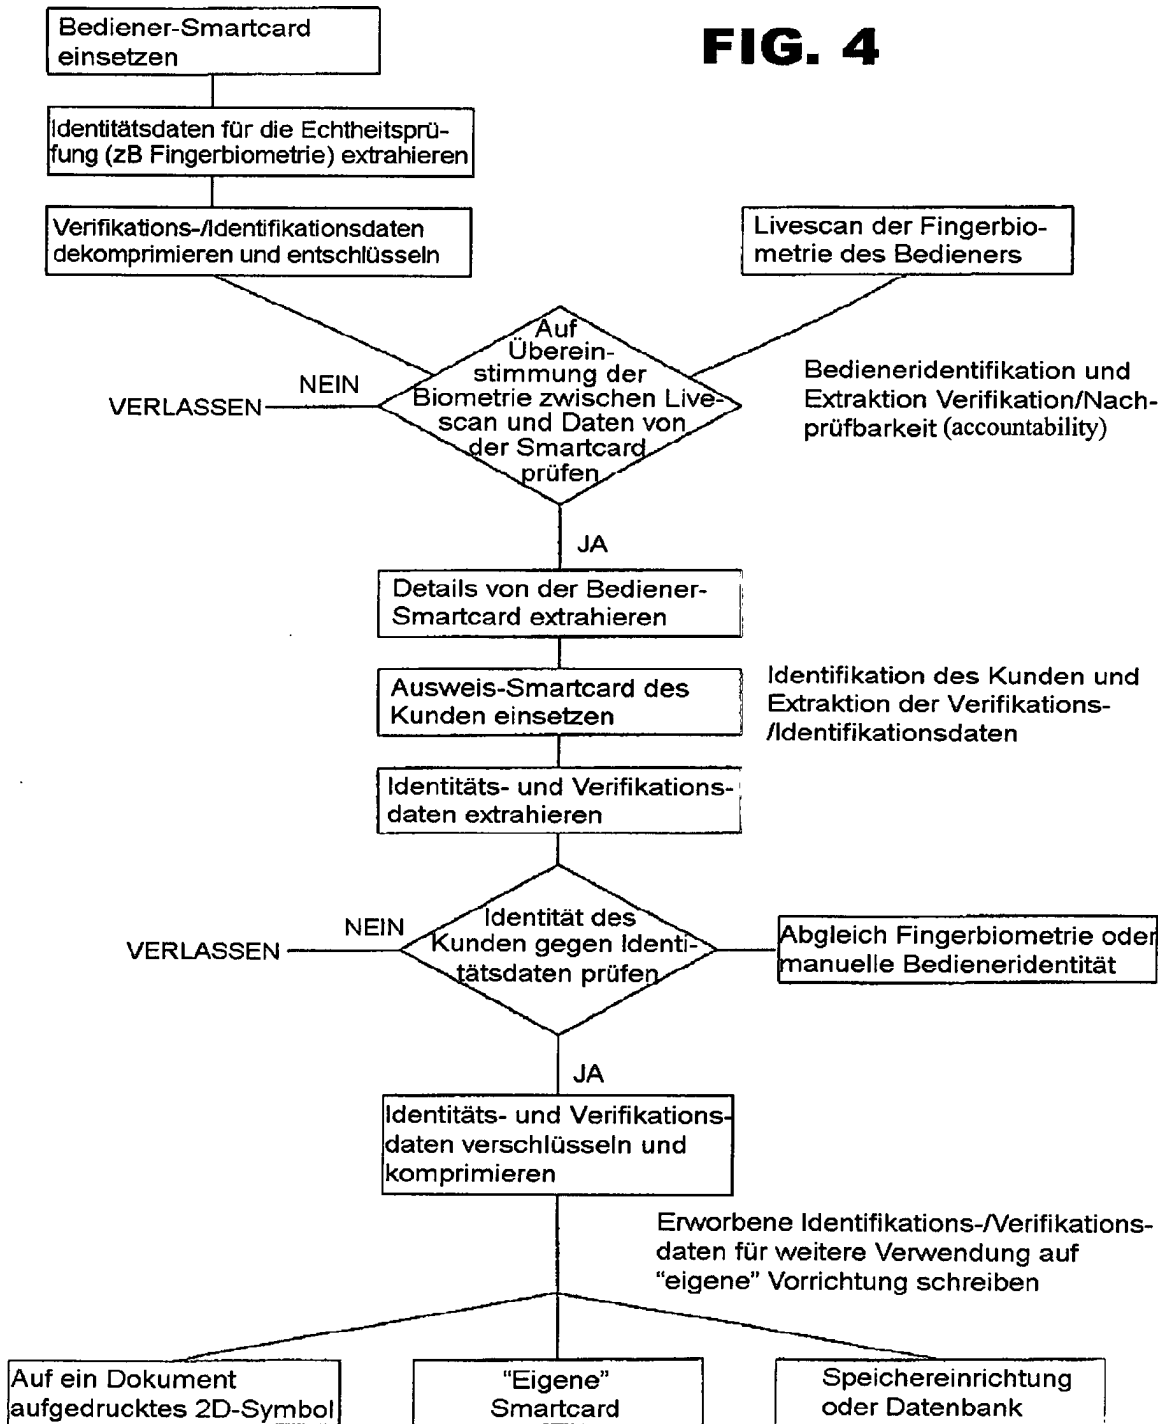 FIG. 4
Bediener-Smartcard
einsetzen
Identitätsdaten für die Echtheitsprü-
fung (zB Fingerbiometrie) extrahieren
Verifikations-/Identifikationsdaten
dekomprimieren und entschlüsseln
Livescan der Fingerbio-
metrie des Bedieners
Auf
Überein-
stimmung der
Biometrie zwischen Live-
scan und Daten von
der Smartcard
prüfen
NEIN
VERLASSEN
Bedieneridentifikation und
Extraktion Verifikation/Nach-
prüfbarkeit (accountability)
JA
Details von der Bediener-
Smartcard extrahieren
Ausweis-Smartcard des
Kunden einsetzen
Identifikation des Kunden und
Extraktion der Verifikations-
/Identifikationsdaten
Identitäts- und Verifikations-
daten extrahieren
Identität des
Kunden gegen Identi-
tätsdaten prüfen
NEIN
VERLASSEN
Abgleich Fingerbiometrie oder
manuelle Bedieneridentität
JA
Identitäts- und Verifikations-
daten verschlüsseln und
komprimieren
Erworbene Identifikations-/Verifikations-
daten für weitere Verwendung auf
“eigene” Vorrichtung schreiben
Auf ein Dokument
aufgedrucktes 2D-Symbol
“Eigene”
Smartcard
Speichereinrichtung
oder Datenbank